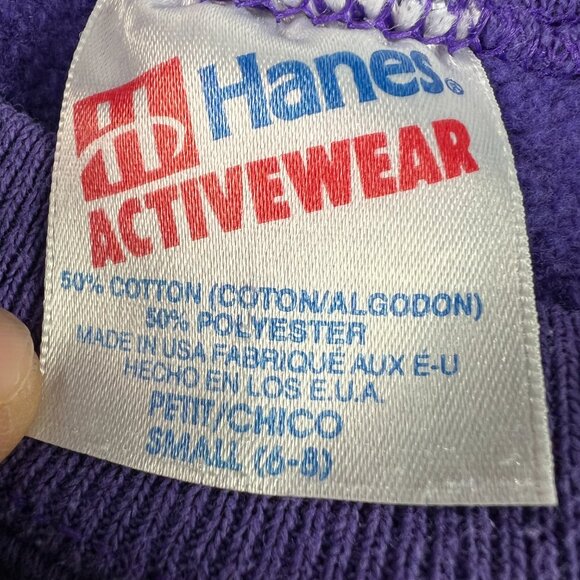 Hanes®
ACTIVEWEAR
50% COTTON (COTON/ALGODON)
50% POLYESTER
MADE IN USA FABRIQUÉ AUX É-U
HECHO EN LOS E.U.A.
PETIT/CHICO
SMALL (6-8)